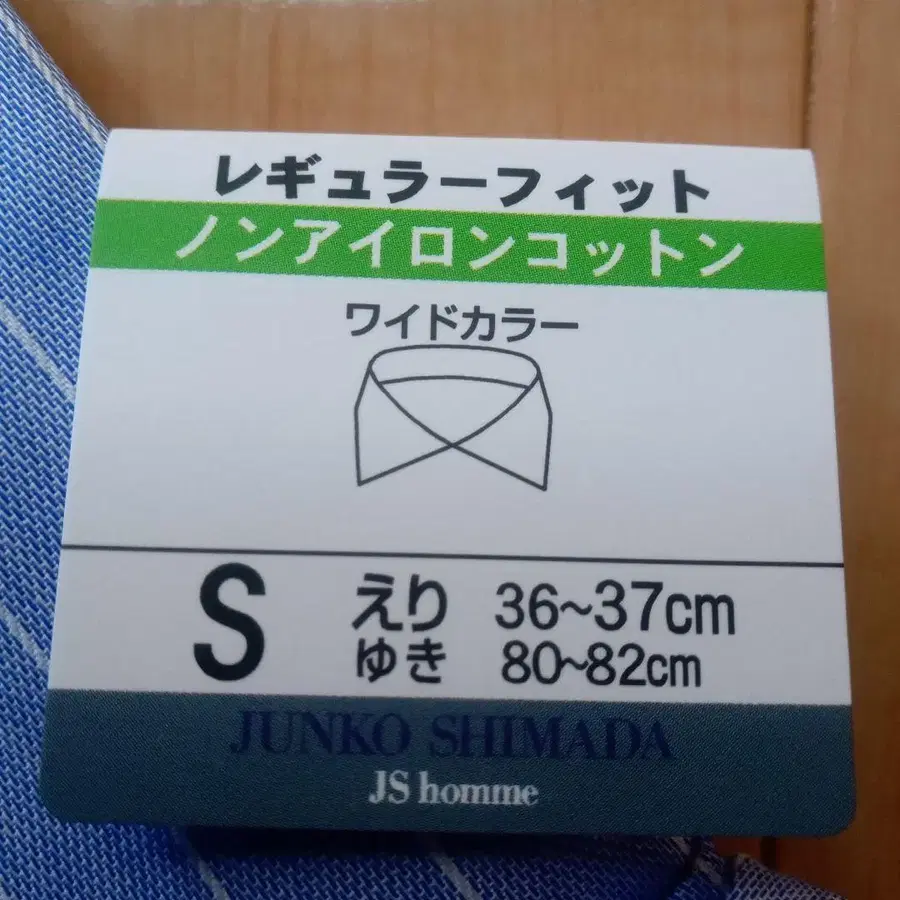 レギュラーフィット
ノンアイロンコットン
ワイドカラー
S えり 36~37cm
ゆき 80~82cm
JUNKO SHIMADA
JS homme